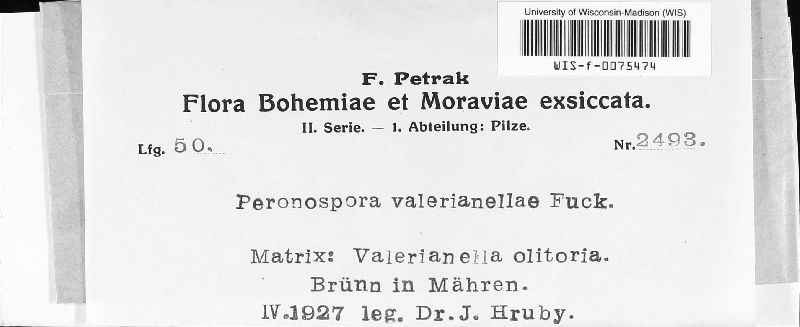 University of Wisconsin-Madison (WIS)
WIS-f-0075474
F. Petrak
Flora Bohemiae et Moraviae exsiccata.
II. Serie. — 1. Abteilung: Pilze.
Lfg. 50. Nr. 2493.
Peronospora valerianellae Fuck.
Matrix: Valerianella olitoria.
Brünn in Mähren.
IV.1927 leg. Dr. J. Hruby.